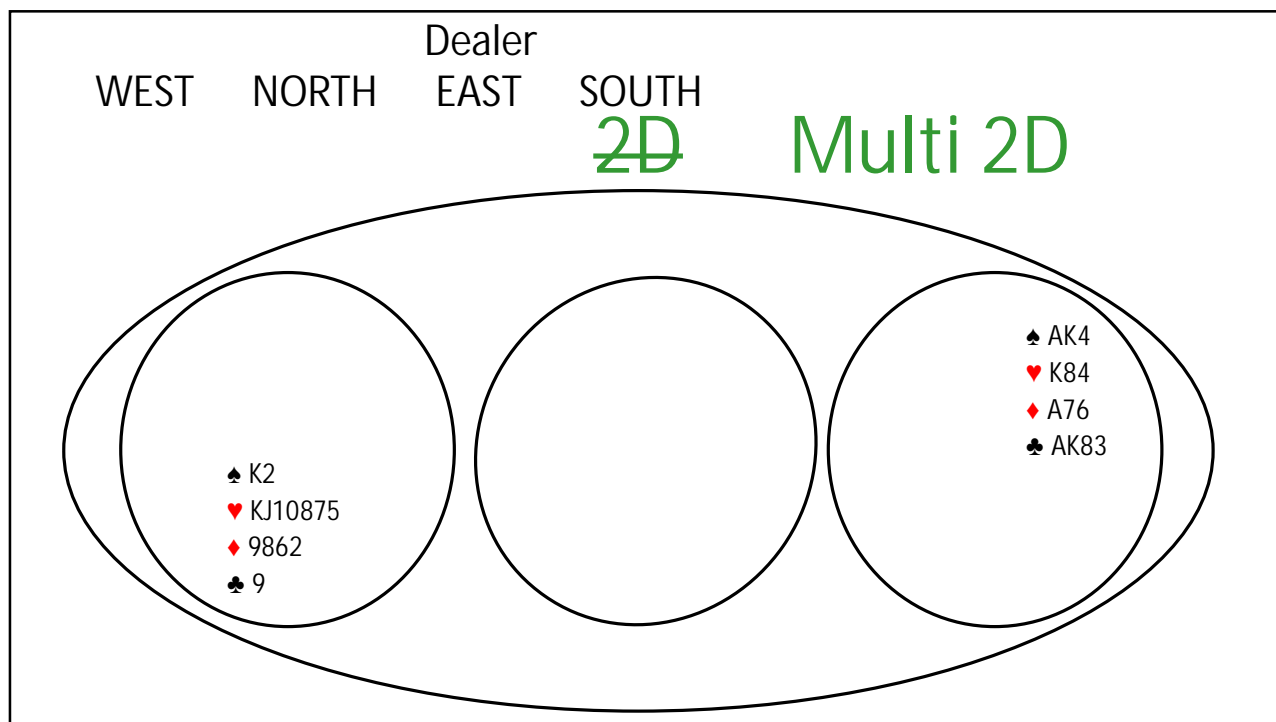 Dealer
WEST NORTH EAST SOUTH
2D Multi 2D
♠ AK4
♥ K84
♦ A76
♣ AK83
♠ K2
♥ KJ10875
♦ 9862
♣ 9